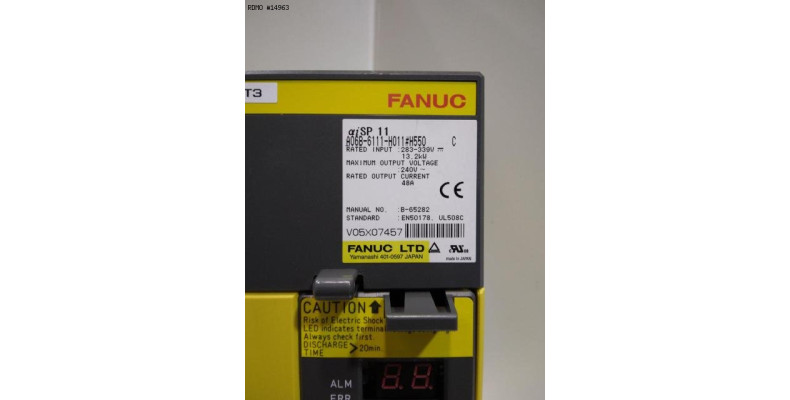 RDMO #14963
T3
FANUC
αiSP 11
A06B-6111-H011#H550 C
RATED INPUT :283-339V ⎓
13.2kW
MAXIMUM OUTPUT VOLTAGE
:240V ~
RATED OUTPUT CURRENT
48A
CE
MANUAL NO. :B-65282
STANDARD :EN50178, UL508C
V05X07457
FANUC LTD
Yamanashi 401-0597 JAPAN
made in JAPAN
CAUTION
Risk of Electric Shock
LED indicates terminal
Always check first.
DISCHARGE > 20min.
TIME
ALM
ERR